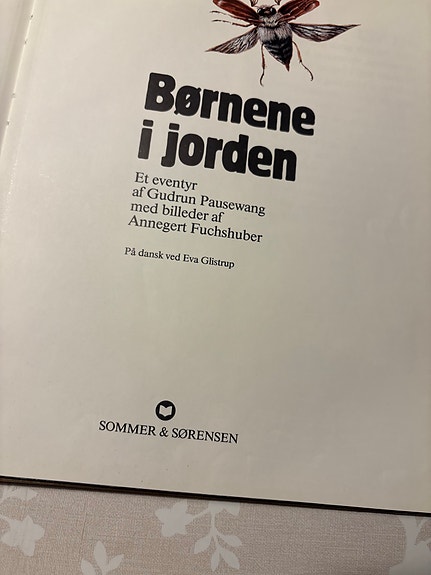 Børnene
i jorden
Et eventyr
af Gudrun Pausewang
med billeder af
Annegert Fuchshuber
På dansk ved Eva Glistrup
SOMMER & SØRENSEN